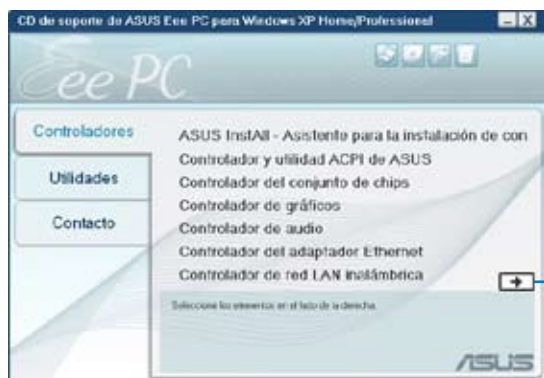 CD de soporte de ASUS Eee PC para Windows XP Home/Professional
Eee PC
Controladores
Utilidades
Contacto
ASUS InstAll - Asistente para la instalación de con
Controlador y utilidad ACPI de ASUS
Controlador del conjunto de chips
Controlador de gráficos
Controlador de audio
Controlador del adaptador Ethernet
Controlador de red LAN inalámbrica
Seleccione los elementos en el lado de la derecha.
ASUS